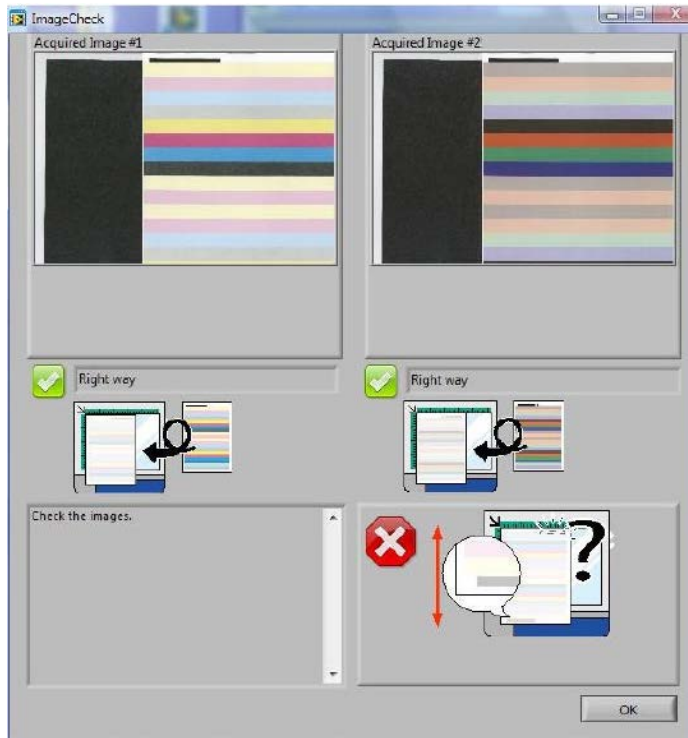 ImageCheck
Acquired Image #1
Acquired Image #2
Right way
Right way
Check the images.
?
OK